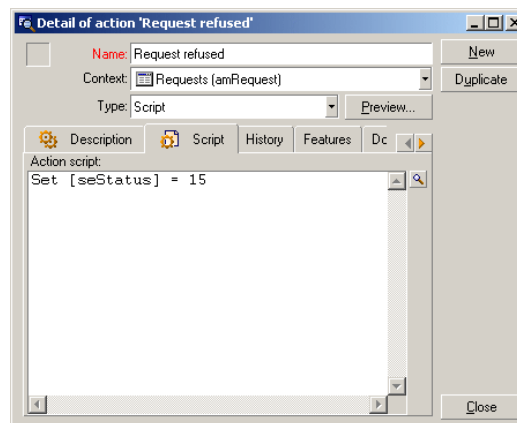 Detail of action 'Request refused'
Name: Request refused
New
Context: Requests (amRequest)
Duplicate
Type: Script
Preview...
Description
Script
History
Features
Dc
Action script:
Set [seStatus] = 15
Close